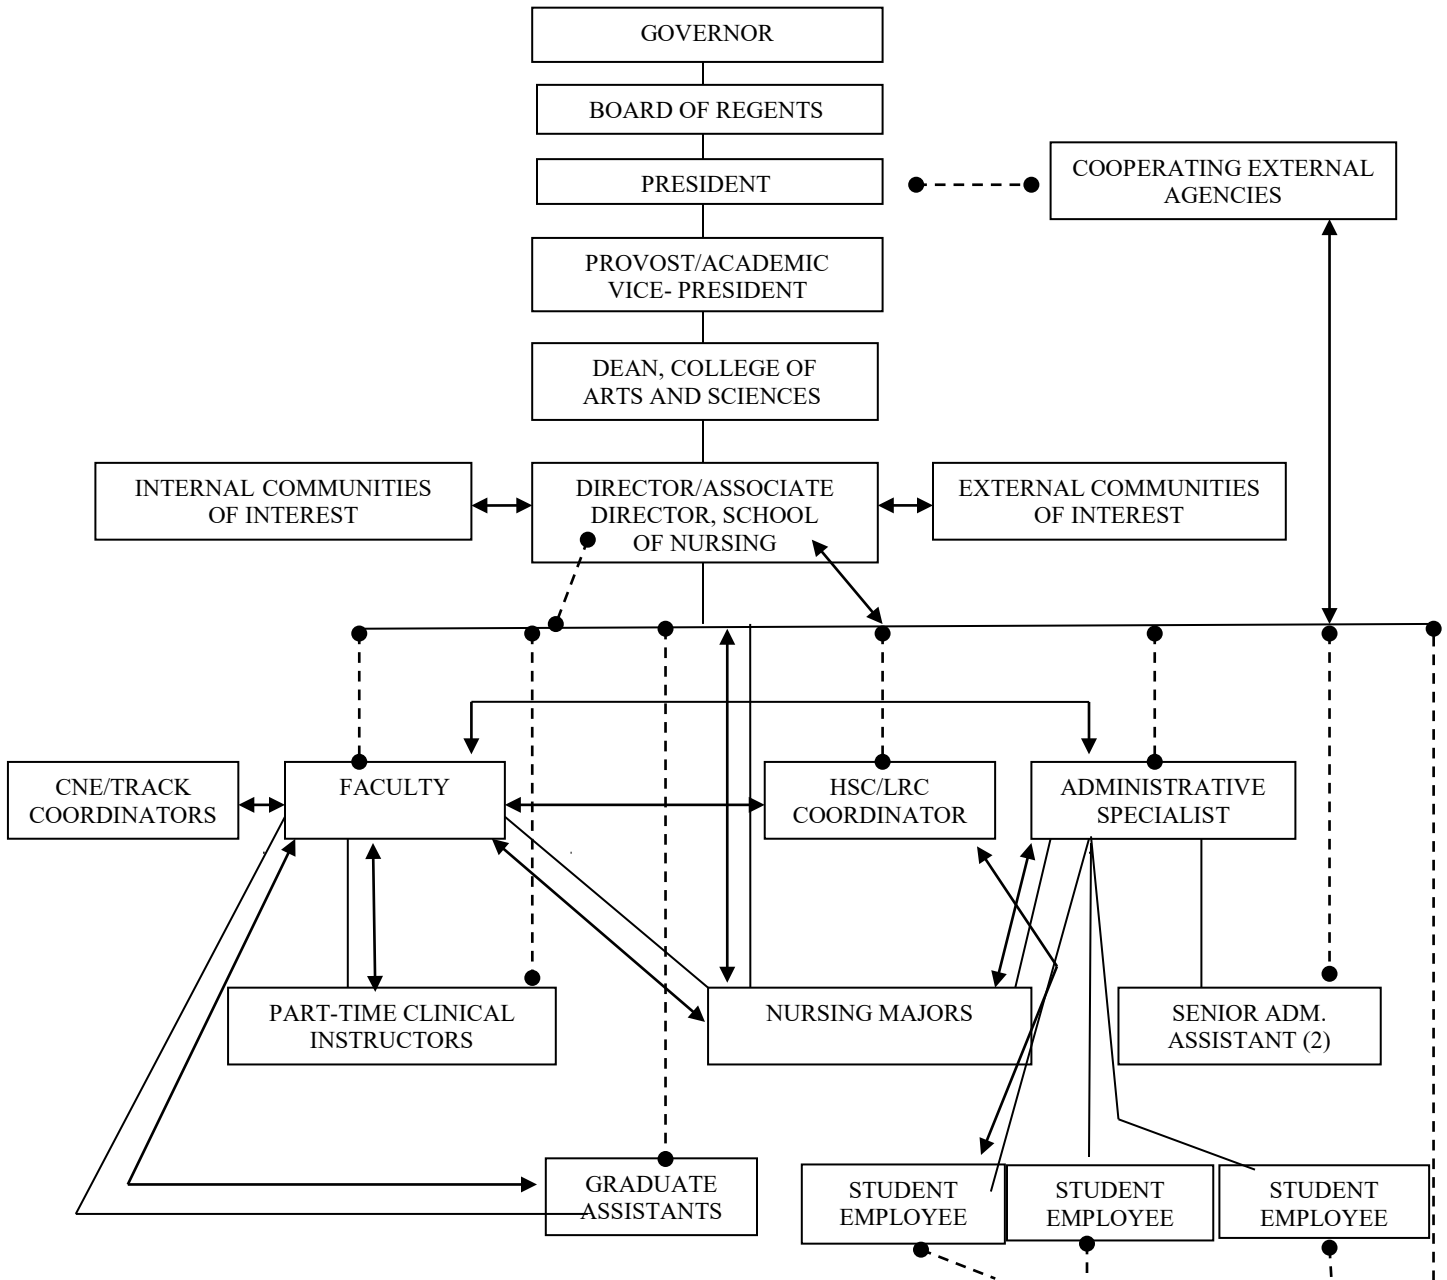 GOVERNOR
BOARD OF REGENTS
PRESIDENT
COOPERATING EXTERNAL
AGENCIES
PROVOST/ACADEMIC
VICE- PRESIDENT
DEAN, COLLEGE OF
ARTS AND SCIENCES
INTERNAL COMMUNITIES
OF INTEREST
DIRECTOR/ASSOCIATE
DIRECTOR, SCHOOL
OF NURSING
EXTERNAL COMMUNITIES
OF INTEREST
CNE/TRACK
COORDINATORS
FACULTY
HSC/LRC
COORDINATOR
ADMINISTRATIVE
SPECIALIST
PART-TIME CLINICAL
INSTRUCTORS
NURSING MAJORS
SENIOR ADM.
ASSISTANT (2)
GRADUATE
ASSISTANTS
STUDENT
EMPLOYEE
STUDENT
EMPLOYEE
STUDENT
EMPLOYEE